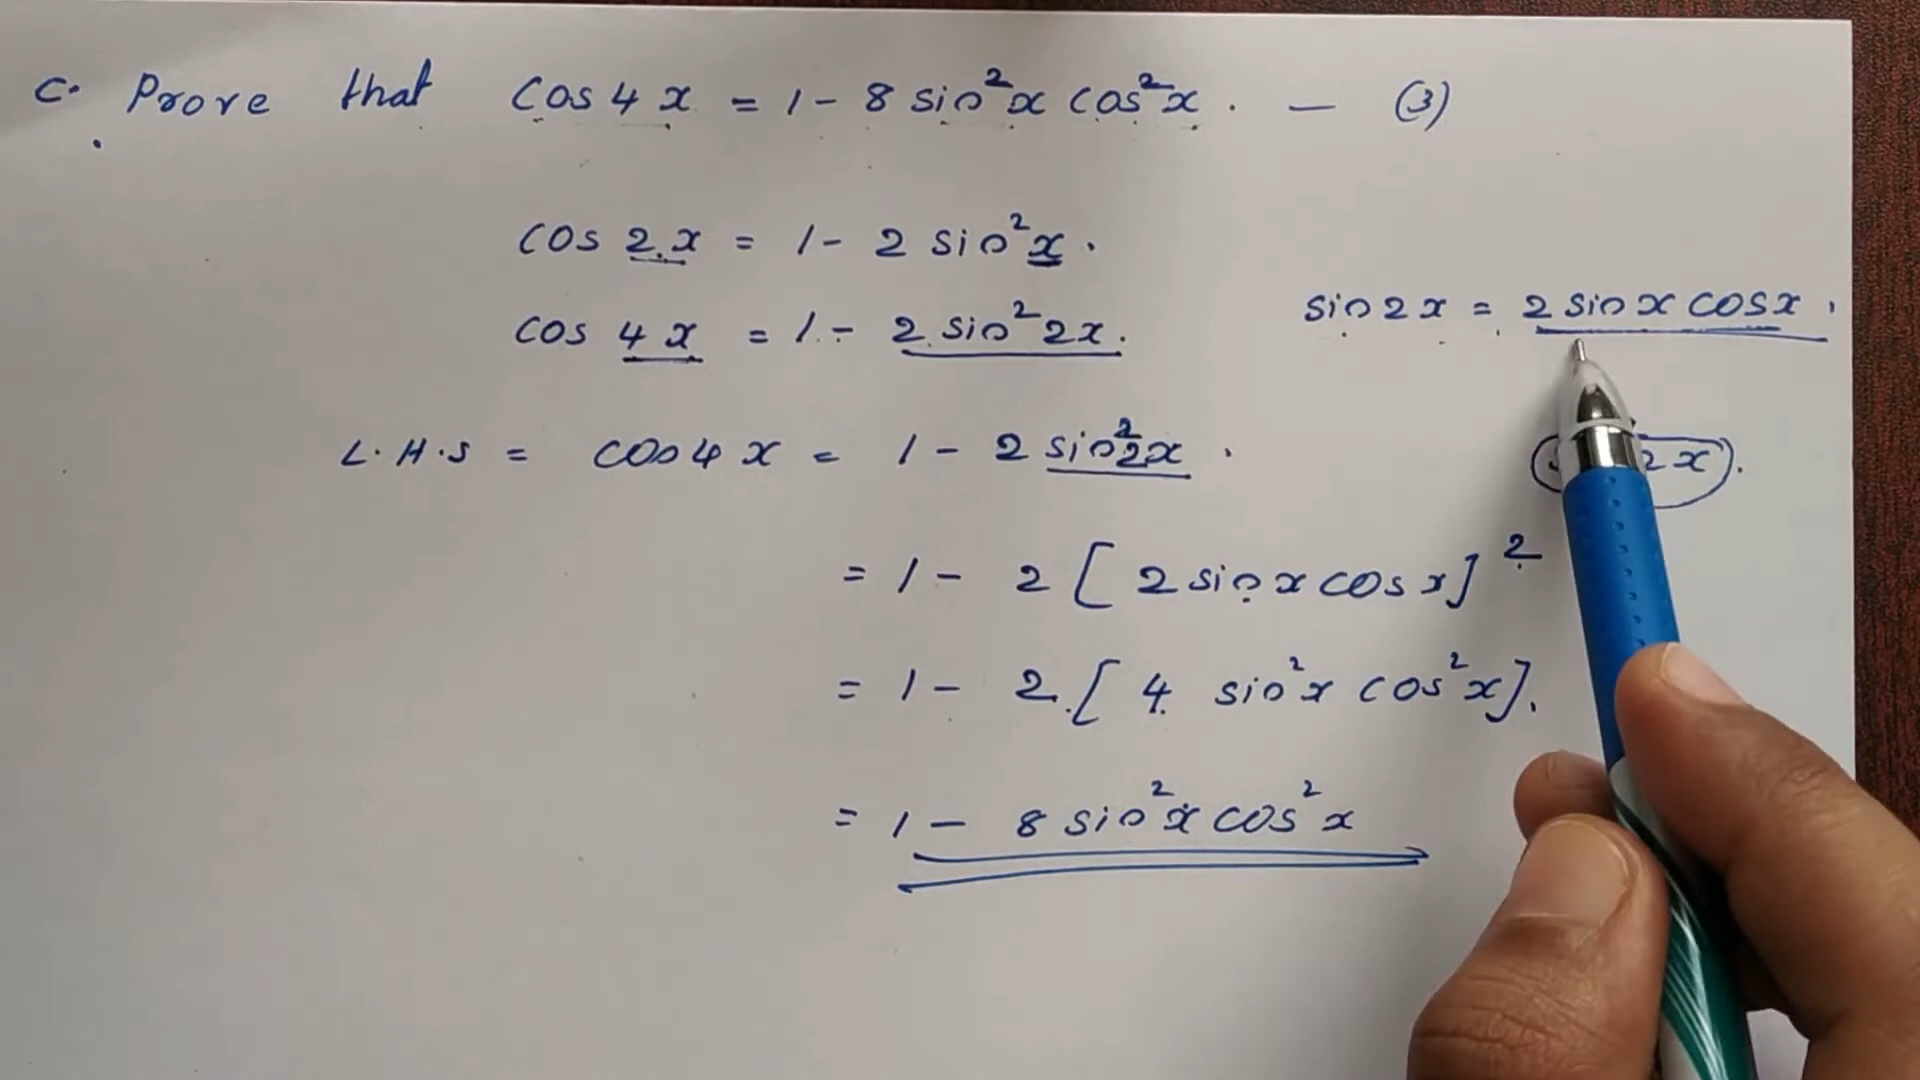 C. Prove that cos 4x = 1 - 8 sin²x cos²x. — (3)
cos 2x = 1 - 2 sin²x.
cos 4x = 1 - 2 sin²2x.
sin 2x = 2 sin x cos x.
L.H.S = cos 4x = 1 - 2 sin²2x.
2x).
= 1 - 2 [2 sin x cos x]²
= 1 - 2.[4 sin²x cos²x].
= 1 - 8 sin²x cos²x